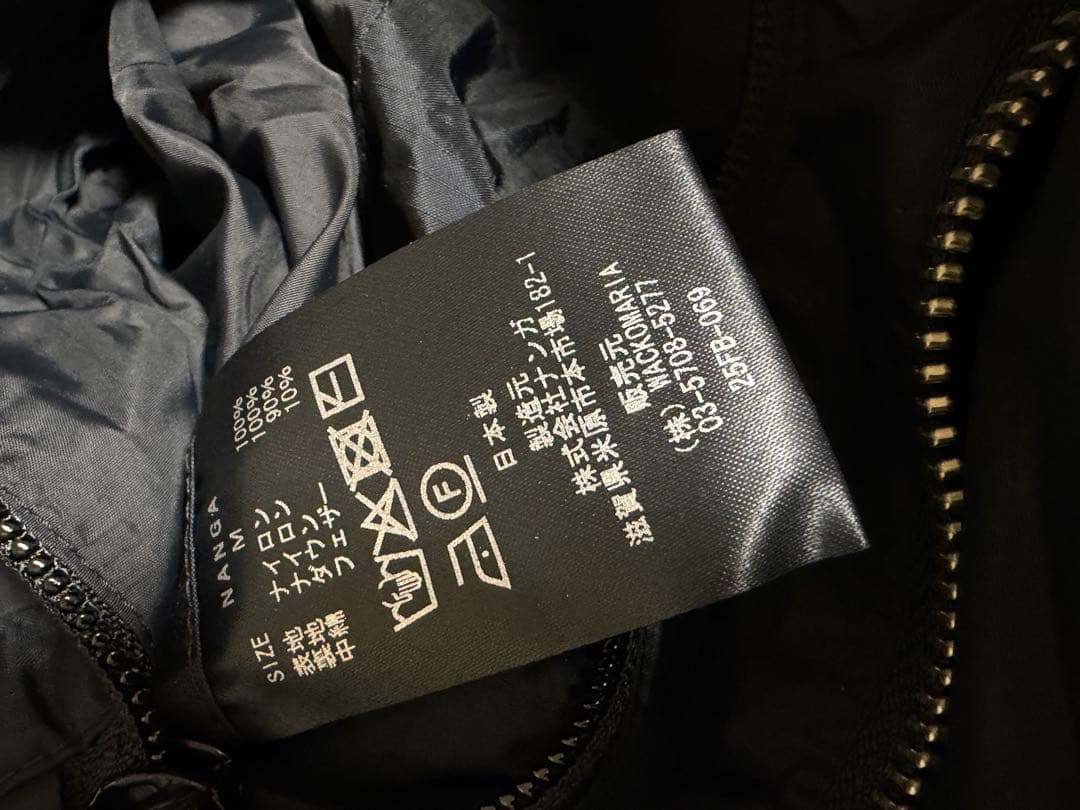 NANGA
SIZE M
表地 ナイロン 100%
裏地 ナイロン 100%
中綿 ダウン 90%
フェザー 10%
F
日本製
製造元
株式会社ナンガ
滋賀県米原市本市場182-1
販売元
(株) WACKOMARIA
03-5708-5277
25FB-069